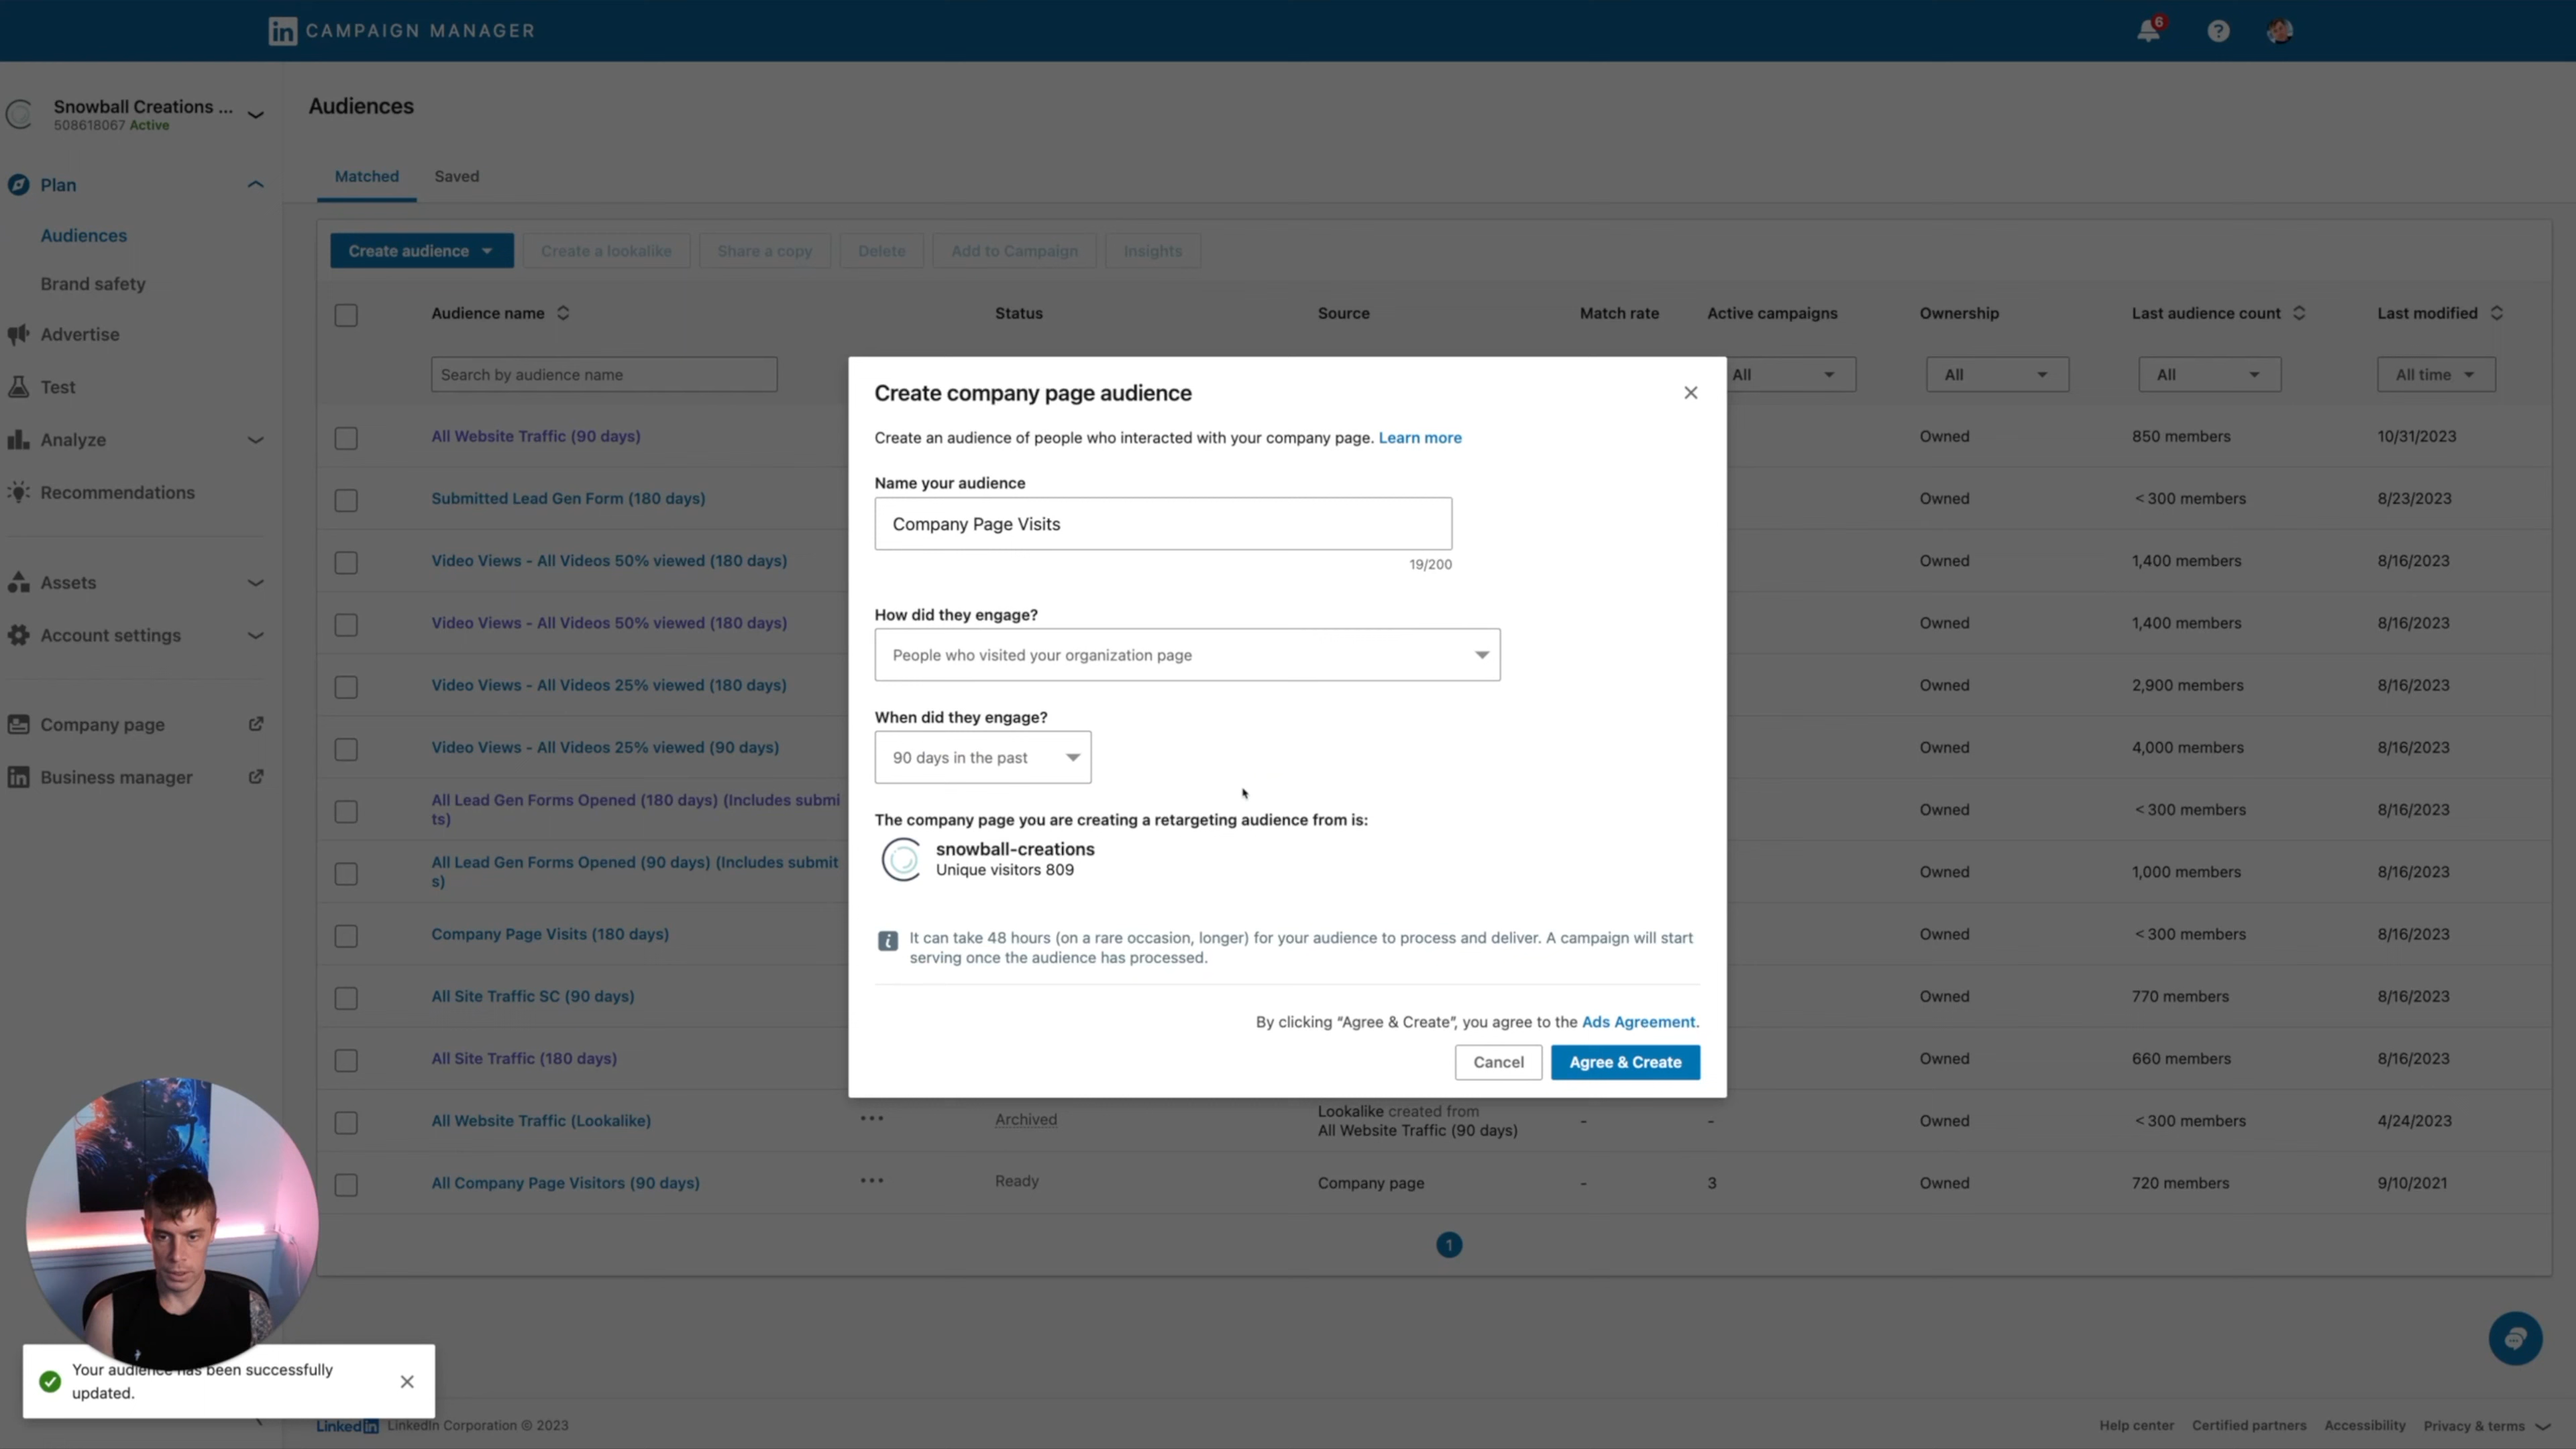 in CAMPAIGN MANAGER
6
?
Snowball Creations ...
508618067 Active
Plan
Audiences
Brand safety
Advertise
Test
Analyze
Recommendations
Assets
Account settings
Company page
in Business manager
Audiences
Matched
Saved
Create audience
Create a lookalike
Share a copy
Delete
Add to Campaign
Insights
Audience name
Status
Source
Match rate
Active campaigns
Ownership
Last audience count
Last modified
Search by audience name
All
All
All
All time
All Website Traffic (90 days)
Owned
850 members
10/31/2023
Submitted Lead Gen Form (180 days)
Owned
< 300 members
8/23/2023
Video Views - All Videos 50% viewed (180 days)
Owned
1,400 members
8/16/2023
Video Views - All Videos 50% viewed (180 days)
Owned
1,400 members
8/16/2023
Video Views - All Videos 25% viewed (180 days)
Owned
2,900 members
8/16/2023
Video Views - All Videos 25% viewed (90 days)
Owned
4,000 members
8/16/2023
All Lead Gen Forms Opened (180 days) (Includes submi
ts)
Owned
< 300 members
8/16/2023
All Lead Gen Forms Opened (90 days) (Includes submit
s)
Owned
1,000 members
8/16/2023
Company Page Visits (180 days)
Owned
< 300 members
8/16/2023
All Site Traffic SC (90 days)
Owned
770 members
8/16/2023
All Site Traffic (180 days)
Owned
660 members
8/16/2023
All Website Traffic (Lookalike)
Archived
Lookalike created from
All Website Traffic (90 days)
-
-
Owned
< 300 members
4/24/2023
All Company Page Visitors (90 days)
Ready
Company page
-
3
Owned
720 members
9/10/2021
1
Create company page audience
Create an audience of people who interacted with your company page. Learn more
Name your audience
Company Page Visits
19/200
How did they engage?
People who visited your organization page
When did they engage?
90 days in the past
The company page you are creating a retargeting audience from is:
snowball-creations
Unique visitors 809
It can take 48 hours (on a rare occasion, longer) for your audience to process and deliver. A campaign will start
serving once the audience has processed.
By clicking “Agree & Create”, you agree to the Ads Agreement.
Cancel
Agree & Create
Your audience has been successfully
updated.
LinkedIn LinkedIn Corporation © 2023
Help center
Certified partners
Accessibility
Privacy & terms